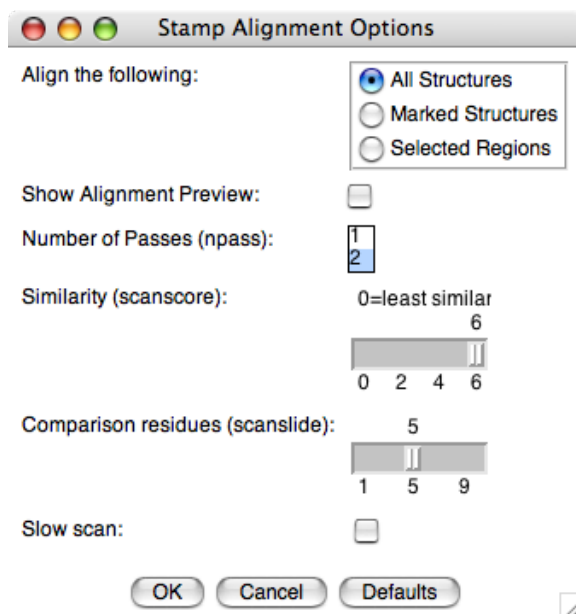 Stamp Alignment Options
Align the following:
All Structures
Marked Structures
Selected Regions
Show Alignment Preview:
Number of Passes (npass):
1
2
Similarity (scanscore):
0=least similar
6
0 2 4 6
Comparison residues (scanslide):
5
1 5 9
Slow scan:
OK Cancel Defaults